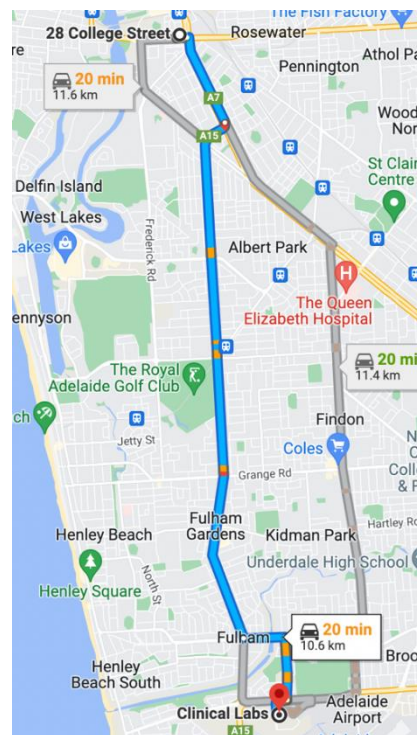 The Fish Factory
28 College Street
Rosewater
20 min
11.6 km
A7
Pennington
Athol Pa
Wood
No
A15
St Clair
Centre
Delfin Island
West Lakes
Lakes
Frederick Rd
Albert Park
ennyson
The Queen
Elizabeth Hospital
The Royal
Adelaide Golf Club
20 mi
11.4 km
ch
Findon
Jetty St
Coles
Grange Rd
Fulham
Gardens
Kidman Park
Hartley Rd
Henley Beach
Underdale High School
Henley Square
North St
Fulham
20 min
10.6 km
Broo
Henley
Beach South
Clinical Labs
Adelaide
Airport
A15